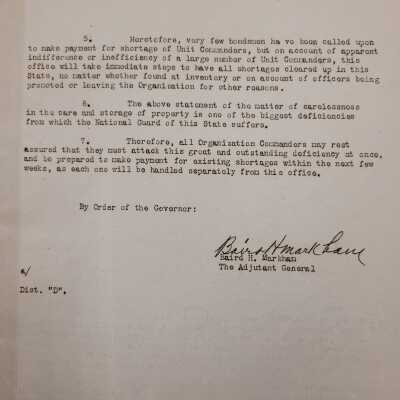 5. Heretofore, very few bondsmen have been called upon
to make payment for shortage of Unit Commanders, but on account of apparent
indifference or inefficiency of a large number of Unit Commanders, this
office will take immediate steps to have all shortages cleared up in this
State, no matter whether found at inventory or on account of officers being
promoted or leaving the Organization for other reasons.
6. The above statement of the matter of carelessness
in the care and storage of property is one of the biggest deficiencies
from which the National Guard of this State suffers.
7. Therefore, all Organization Commanders may rest
assured that they must attack this great and outstanding deficiency at once,
and be prepared to make payment for existing shortages within the next few
weeks, as each one will be handled separately from this office.
By Order of the Governor:
Baird H Markham
Baird H. Markham
The Adjutant General
a/
Dist. "D".